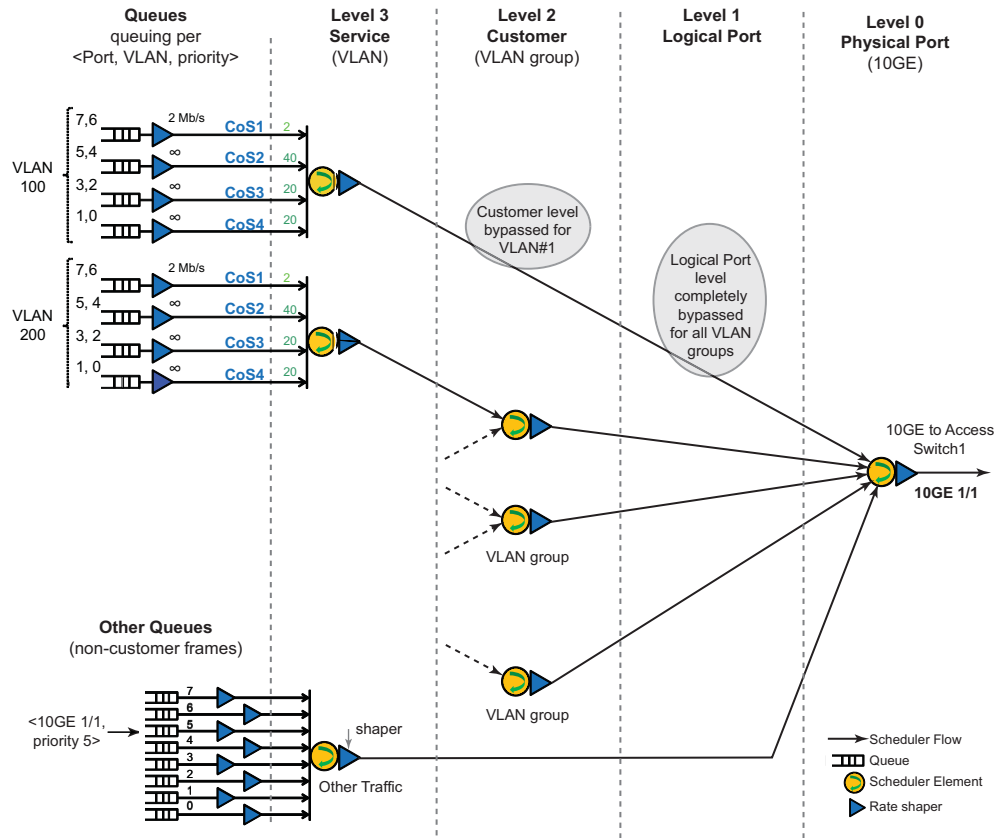 Queues
queuing per
<Port, VLAN, priority>
Level 3
Service
(VLAN)
Level 2
Customer
(VLAN group)
Level 1
Logical Port
Level 0
Physical Port
(10GE)
VLAN
100
7,6
2 Mb/s
CoS1
2
5,4
∞
CoS2
40
3,2
∞
CoS3
20
1,0
∞
CoS4
20
VLAN
200
7,6
2 Mb/s
CoS1
2
5, 4
∞
CoS2
40
3, 2
∞
CoS3
20
1, 0
∞
CoS4
20
Customer level
bypassed for
VLAN#1
Logical Port
level
completely
bypassed
for all VLAN
groups
10GE to Access
Switch1
10GE 1/1
VLAN group
VLAN group
Other Queues
(non-customer frames)
<10GE 1/1,
priority 5>
7
6
5
4
3
2
1
0
shaper
Other Traffic
Scheduler Flow
Queue
Scheduler Element
Rate shaper